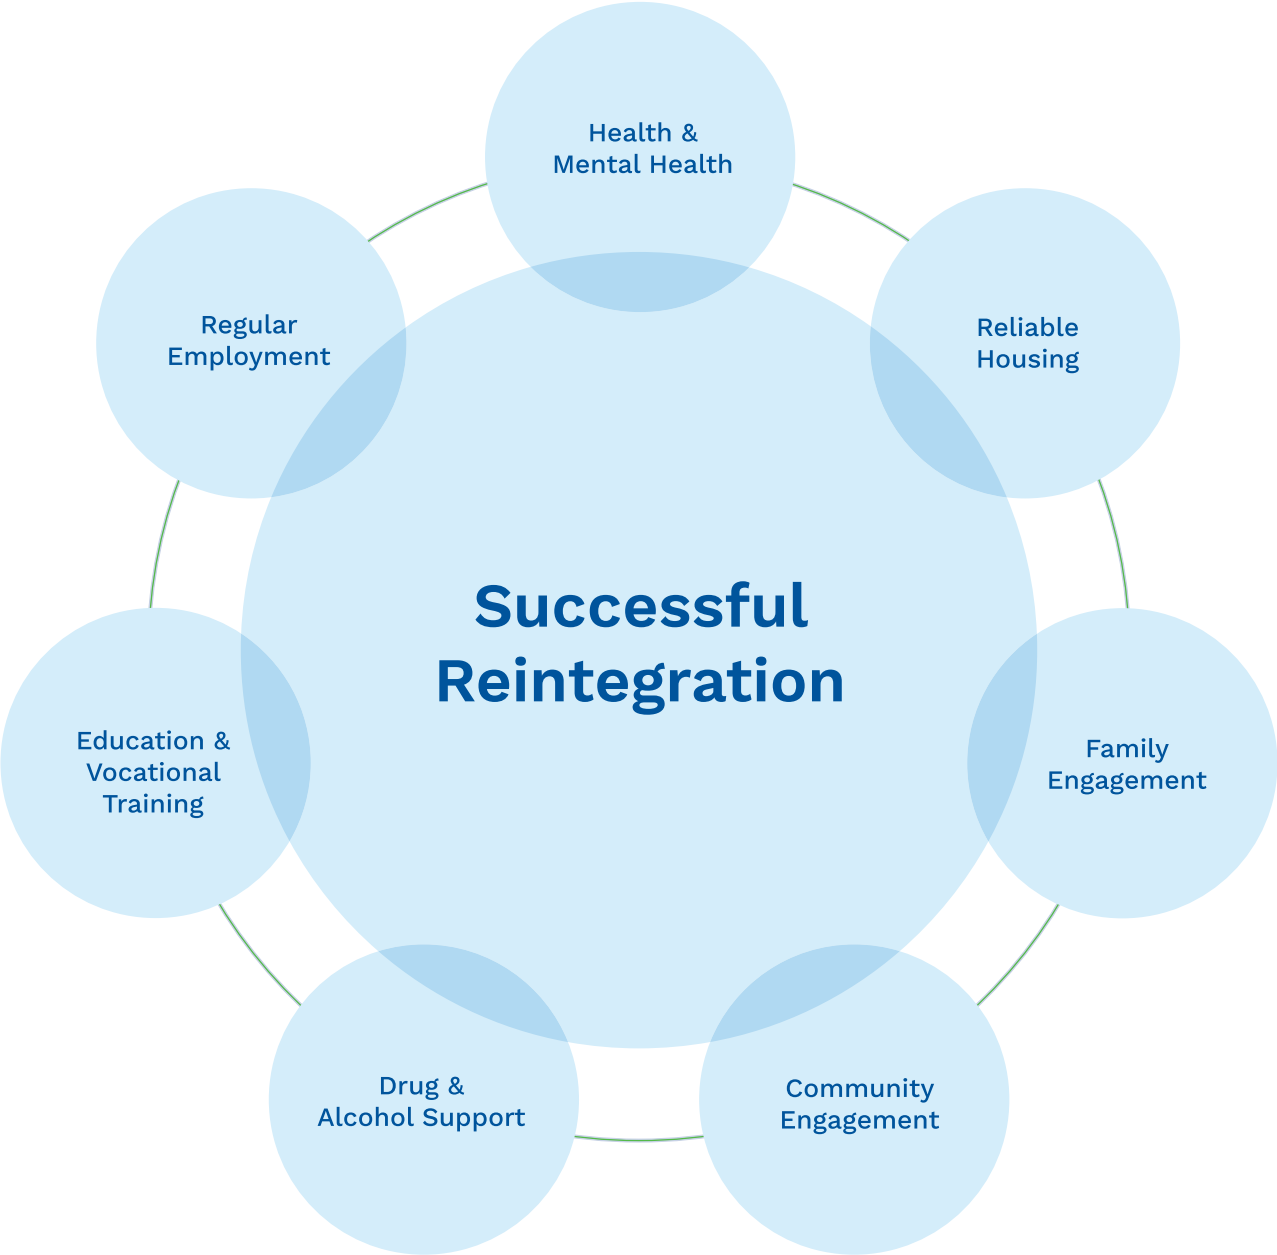 Health &
Mental Health
Regular
Employment
Reliable
Housing
Successful
Reintegration
Education &
Vocational
Training
Family
Engagement
Drug &
Alcohol Support
Community
Engagement